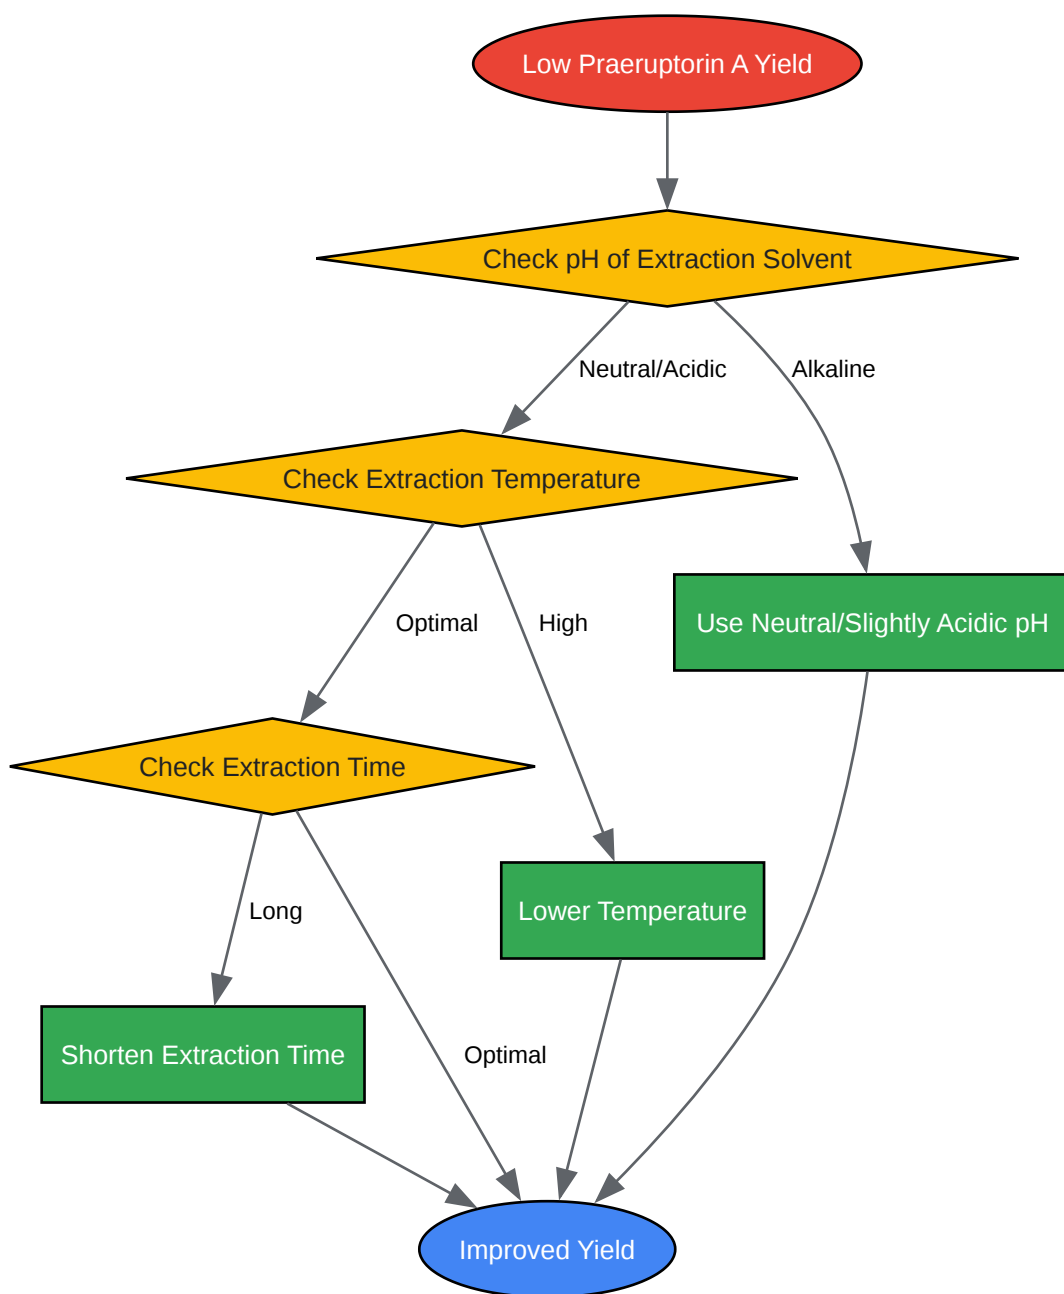 Low Praeruptorin A Yield
Check pH of Extraction Solvent
Neutral/Acidic
Alkaline
Check Extraction Temperature
Optimal
High
Use Neutral/Slightly Acidic pH
Check Extraction Time
Long
Lower Temperature
Shorten Extraction Time
Optimal
Improved Yield